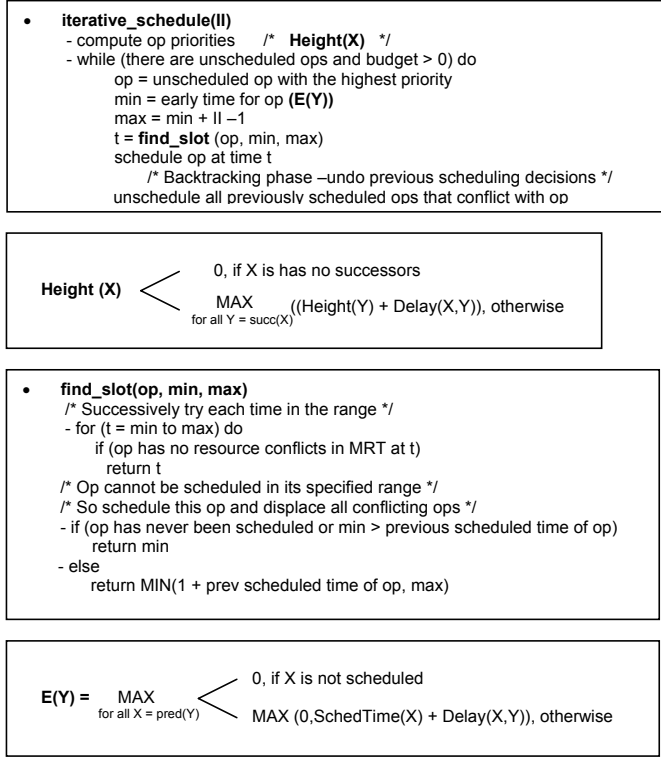 • iterative_schedule(II)
- compute op priorities /* Height(X) */
- while (there are unscheduled ops and budget > 0) do
op = unscheduled op with the highest priority
min = early time for op (E(Y))
max = min + II –1
t = find_slot (op, min, max)
schedule op at time t
/* Backtracking phase –undo previous scheduling decisions */
unschedule all previously scheduled ops that conflict with op
0, if X is has no successors
Height (X)
MAX ((Height(Y) + Delay(X,Y)), otherwise
for all Y = succ(X)
• find_slot(op, min, max)
/* Successively try each time in the range */
- for (t = min to max) do
if (op has no resource conflicts in MRT at t)
return t
/* Op cannot be scheduled in its specified range */
/* So schedule this op and displace all conflicting ops */
- if (op has never been scheduled or min > previous scheduled time of op)
return min
- else
return MIN(1 + prev scheduled time of op, max)
0, if X is not scheduled
E(Y) = MAX
for all X = pred(Y)
MAX (0,SchedTime(X) + Delay(X,Y)), otherwise